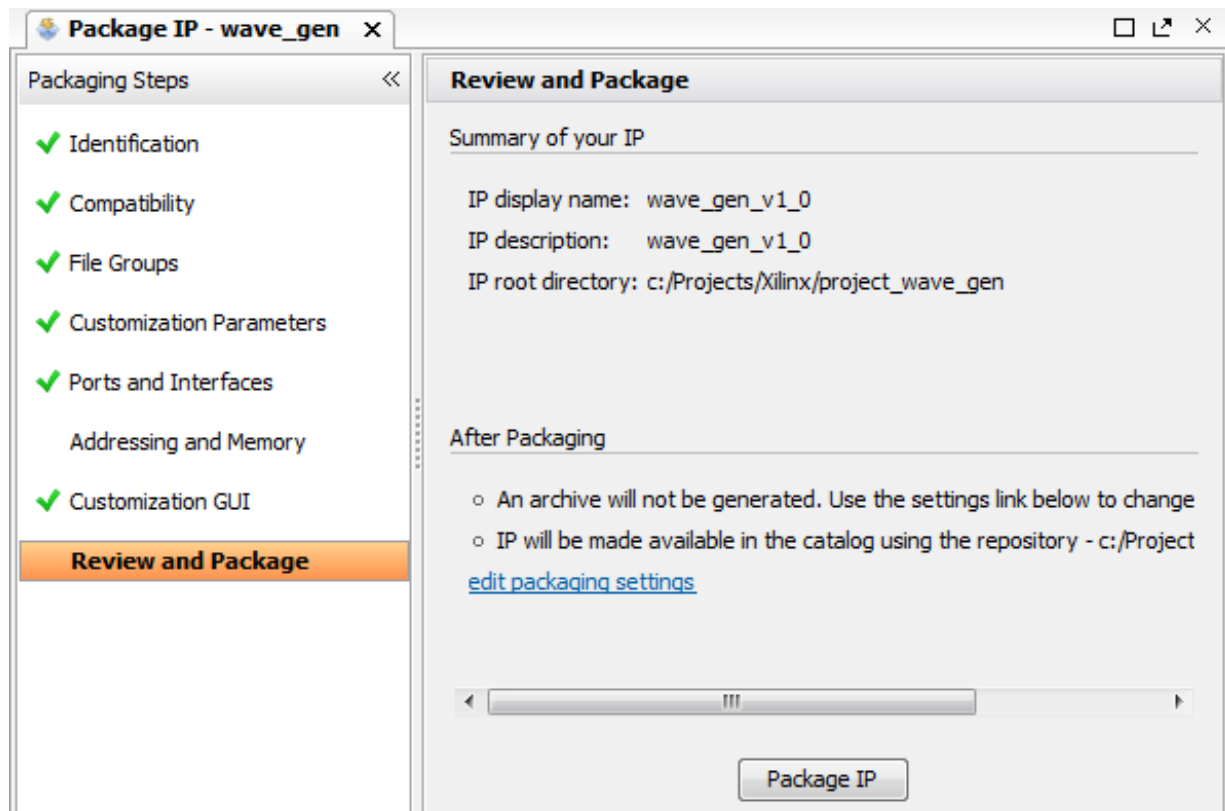 Package IP - wave_gen
Packaging Steps
Identification
Compatibility
File Groups
Customization Parameters
Ports and Interfaces
Addressing and Memory
Customization GUI
Review and Package
Review and Package
Summary of your IP
IP display name: wave_gen_v1_0
IP description: wave_gen_v1_0
IP root directory: c:/Projects/Xilinx/project_wave_gen
After Packaging
An archive will not be generated. Use the settings link below to change
IP will be made available in the catalog using the repository - c:/Project
edit packaging settings
Package IP